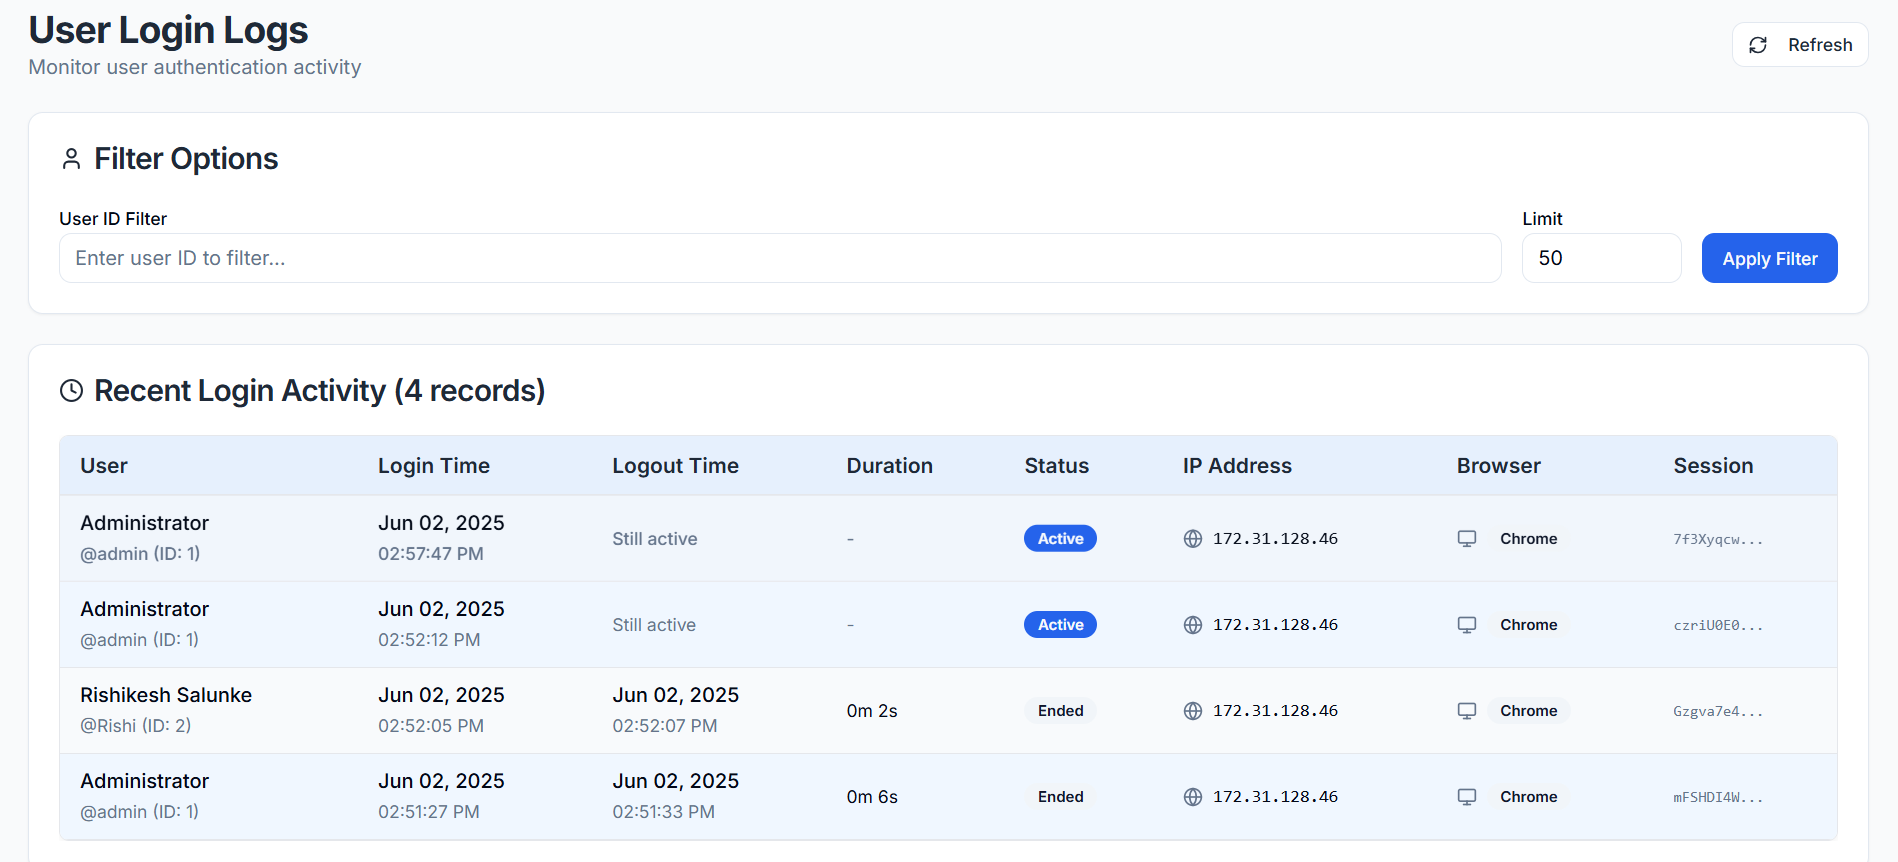 User Login Logs
Monitor user authentication activity
Refresh
Filter Options
User ID Filter
Limit
Enter user ID to filter...
50
Apply Filter
Recent Login Activity (4 records)
User Login Time Logout Time Duration Status IP Address Browser Session
Administrator Jun 02, 2025
@admin (ID: 1) 02:57:47 PM
Still active - Active 172.31.128.46 Chrome 7f3Xyqcw...
Administrator Jun 02, 2025
@admin (ID: 1) 02:52:12 PM
Still active - Active 172.31.128.46 Chrome czriU0E0...
Rishikesh Salunke Jun 02, 2025 Jun 02, 2025
@Rishi (ID: 2) 02:52:05 PM 02:52:07 PM
0m 2s Ended 172.31.128.46 Chrome Gzgva7e4...
Administrator Jun 02, 2025 Jun 02, 2025
@admin (ID: 1) 02:51:27 PM 02:51:33 PM
0m 6s Ended 172.31.128.46 Chrome mFSHDI4W...